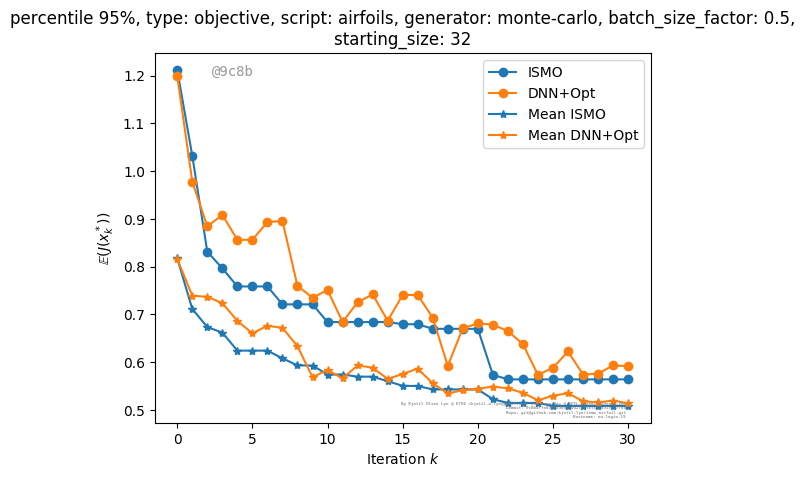 percentile 95%, type: objective, script: airfoils, generator: monte-carlo, batch_size_factor: 0.5,
starting_size: 32
@9c8b
ISMO
DNN+Opt
Mean ISMO
Mean DNN+Opt
𝔼(J(x_k^*))
1.2
1.1
1.0
0.9
0.8
0.7
0.6
0.5
0 5 10 15 20 25 30
Iteration k